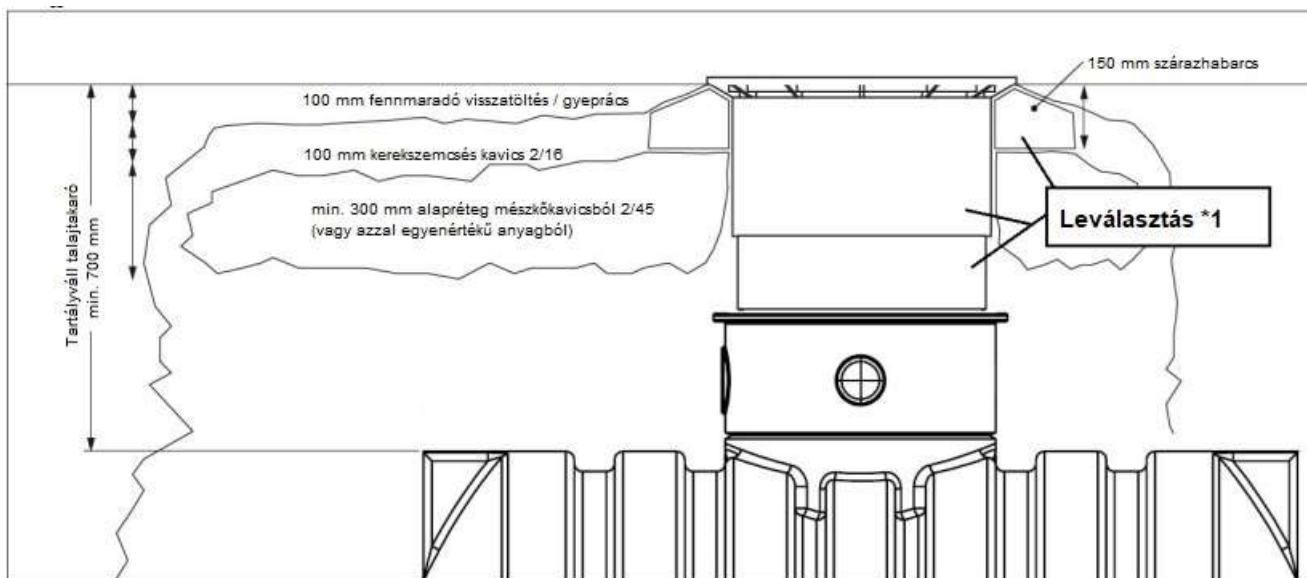 150 mm szárazhabarcs
100 mm fennmaradó visszatöltés / gyeprács
100 mm kerekszemcsés kavics 2/16
min. 300 mm alapréteg mészkőkavicsból 2/45
(vagy azzal egyenértékű anyagból)
Leválasztás *1
Tartályváll talajtakaró
min. 700 mm